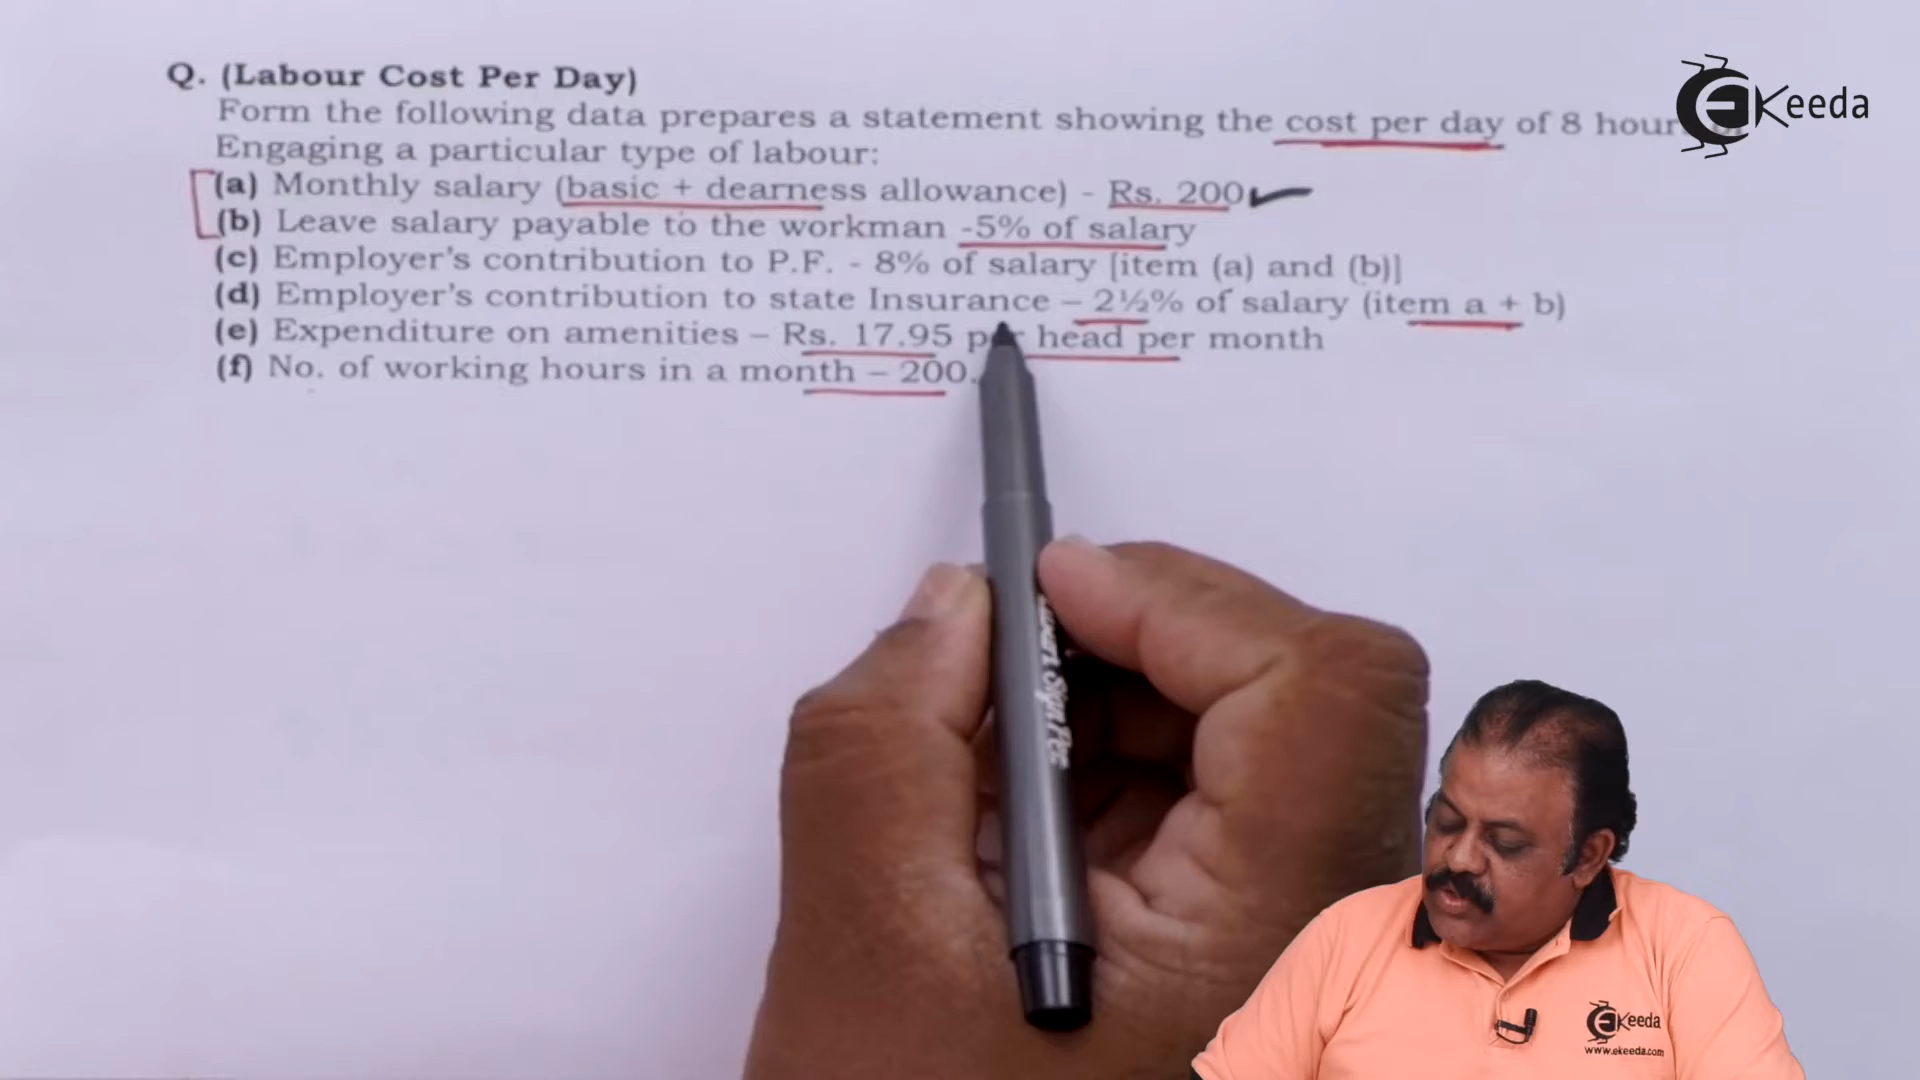 Q. (Labour Cost Per Day)
Form the following data prepares a statement showing the cost per day of 8 hours
Engaging a particular type of labour:
(a) Monthly salary (basic + dearness allowance) - Rs. 200
(b) Leave salary payable to the workman -5% of salary
(c) Employer's contribution to P.F. - 8% of salary [item (a) and (b)]
(d) Employer's contribution to state Insurance – 2½% of salary (item a + b)
(e) Expenditure on amenities – Rs. 17.95 per head per month
(f) No. of working hours in a month – 200.
EKeeda
EKeeda
www.ekeeda.com